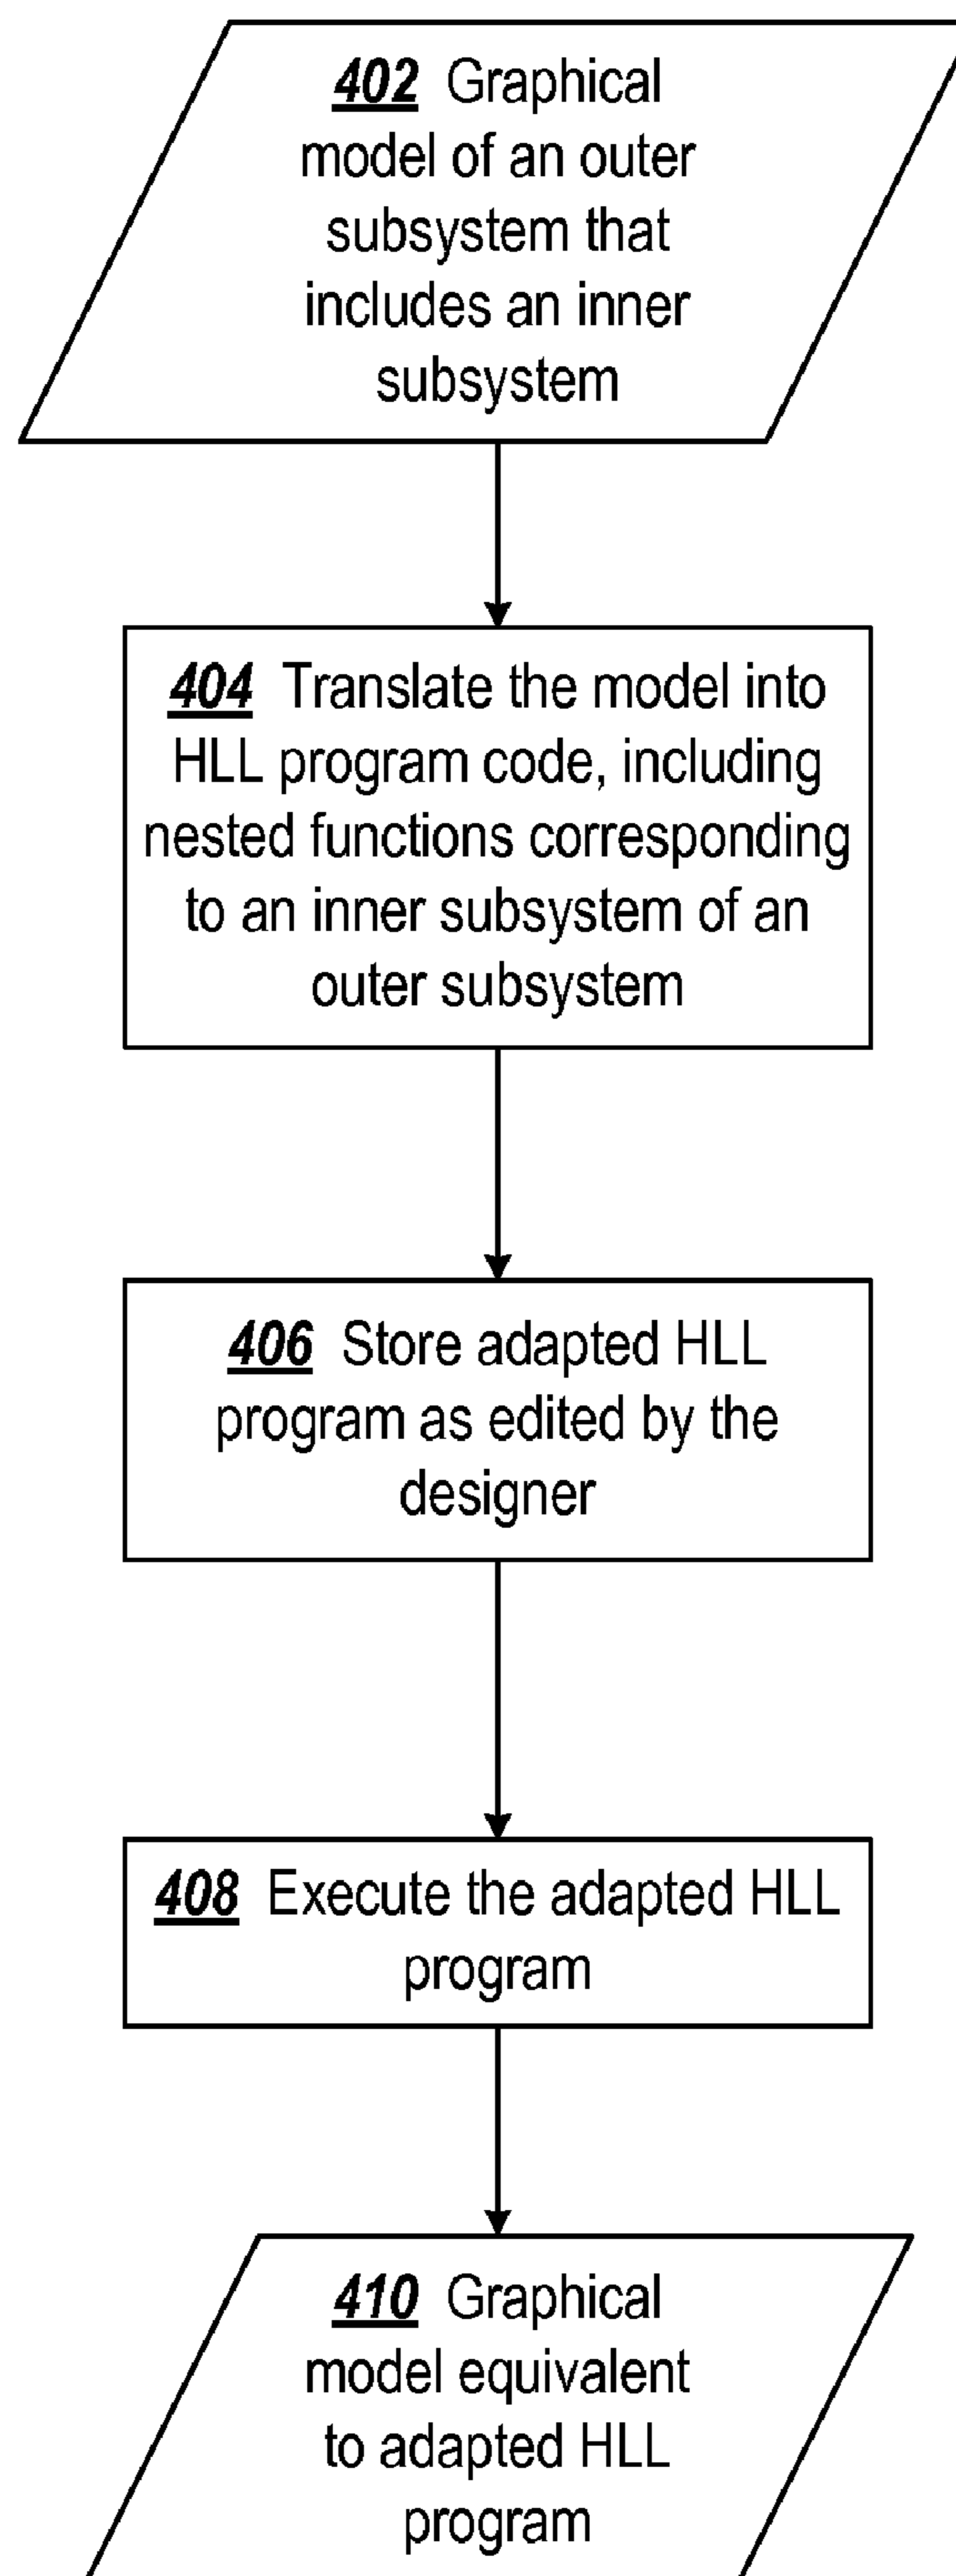 402 Graphical
model of an outer
subsystem that
includes an inner
subsystem
404 Translate the model into
HLL program code, including
nested functions corresponding
to an inner subsystem of an
outer subsystem
406 Store adapted HLL
program as edited by the
designer
408 Execute the adapted HLL
program
410 Graphical
model equivalent
to adapted HLL
program